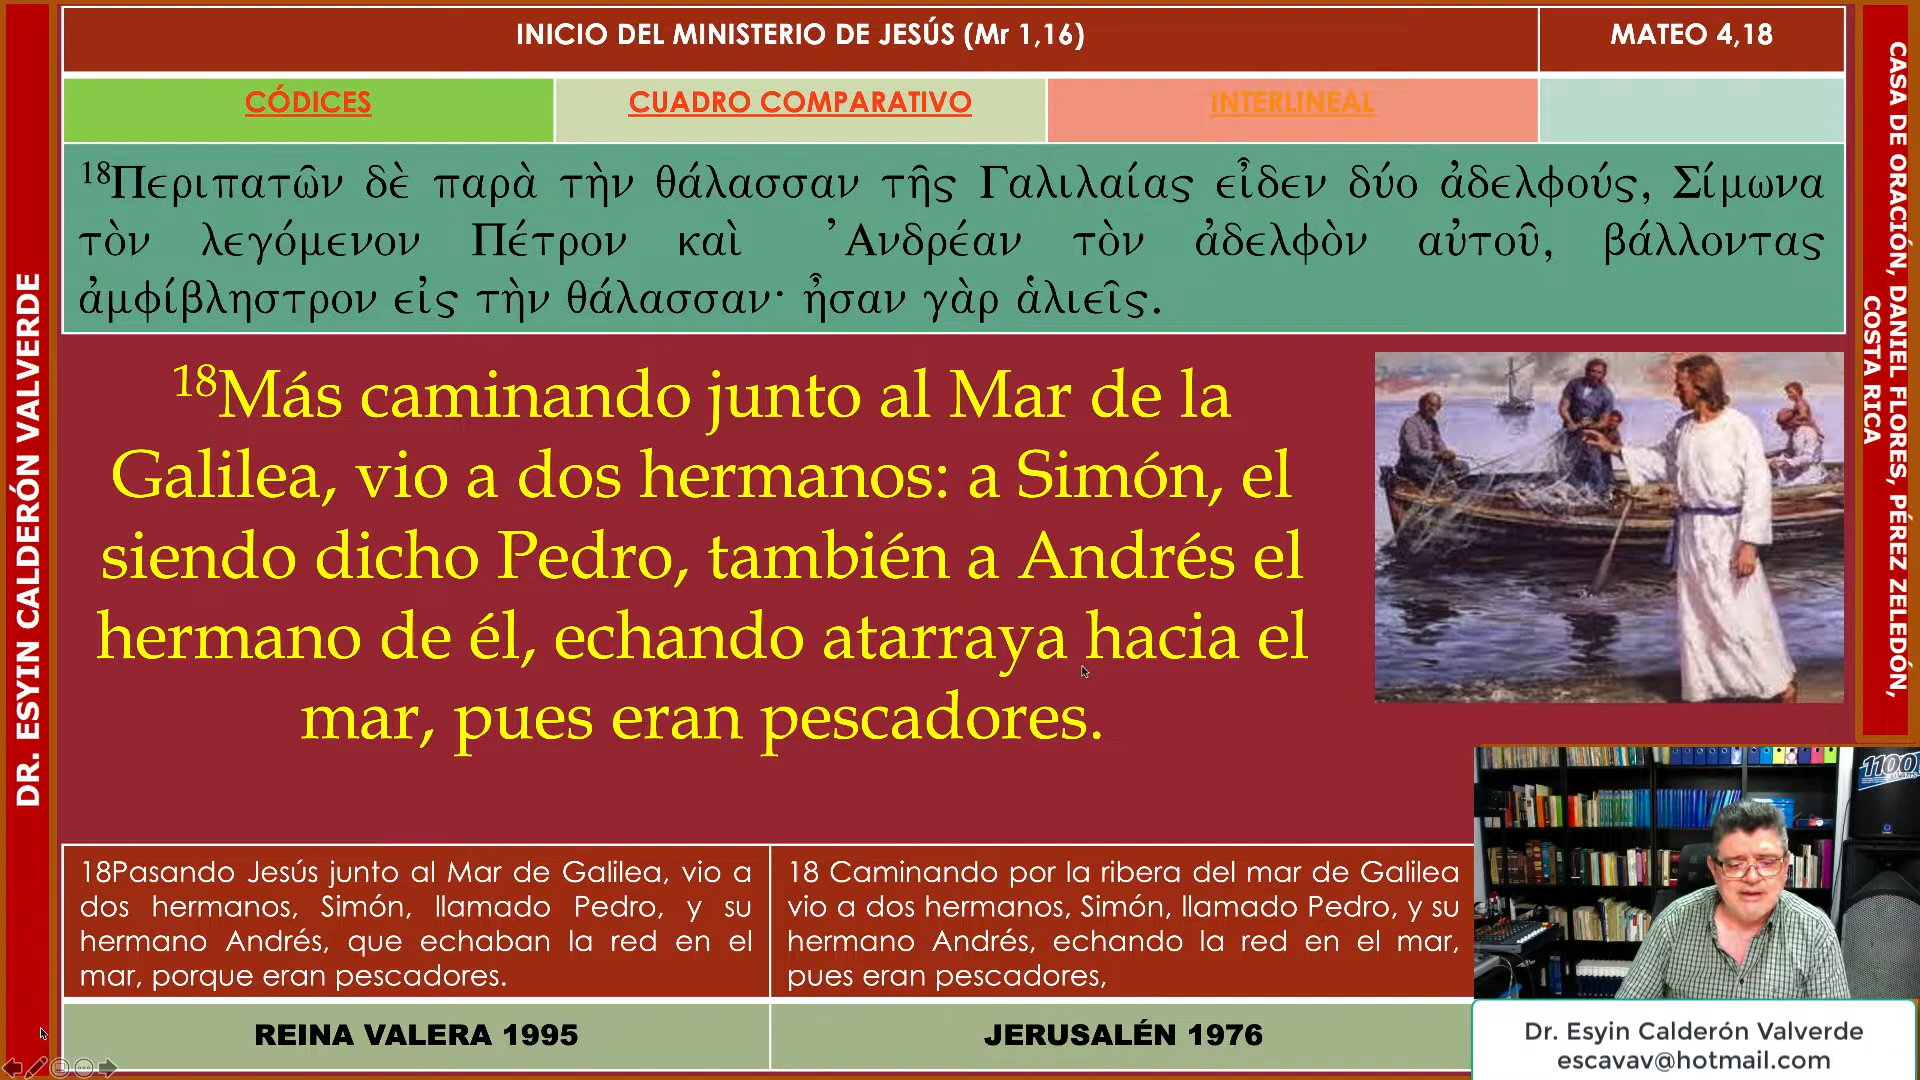 INICIO DEL MINISTERIO DE JESÚS (Mr 1,16)
MATEO 4,18
CÓDICES
CUADRO COMPARATIVO
INTERLINEAL
18Περιπατῶν δὲ παρὰ τὴν θάλασσαν τῆς Γαλιλαίας εἶδεν δύο ἀδελφούς, Σίμωνα
τὸν λεγόμενον Πέτρον καὶ Ἀνδρέαν τὸν ἀδελφὸν αὐτοῦ, βάλλοντας
ἀμφίβληστρον εἰς τὴν θάλασσαν· ἦσαν γὰρ ἁλιεῖς.
18Más caminando junto al Mar de la
Galilea, vio a dos hermanos: a Simón, el
siendo dicho Pedro, también a Andrés el
hermano de él, echando atarraya hacia el
mar, pues eran pescadores.
18Pasando Jesús junto al Mar de Galilea, vio a
dos hermanos, Simón, llamado Pedro, y su
hermano Andrés, que echaban la red en el
mar, porque eran pescadores.
REINA VALERA 1995
18 Caminando por la ribera del mar de Galilea
vio a dos hermanos, Simón, llamado Pedro, y su
hermano Andrés, echando la red en el mar,
pues eran pescadores,
JERUSALÉN 1976
DR. ESYIN CALDERÓN VALVERDE
CASA DE ORACIÓN, DANIEL FLORES, PÉREZ ZELEDÓN,
COSTA RICA
1100
Dr. Esyin Calderón Valverde
escavav@hotmail.com